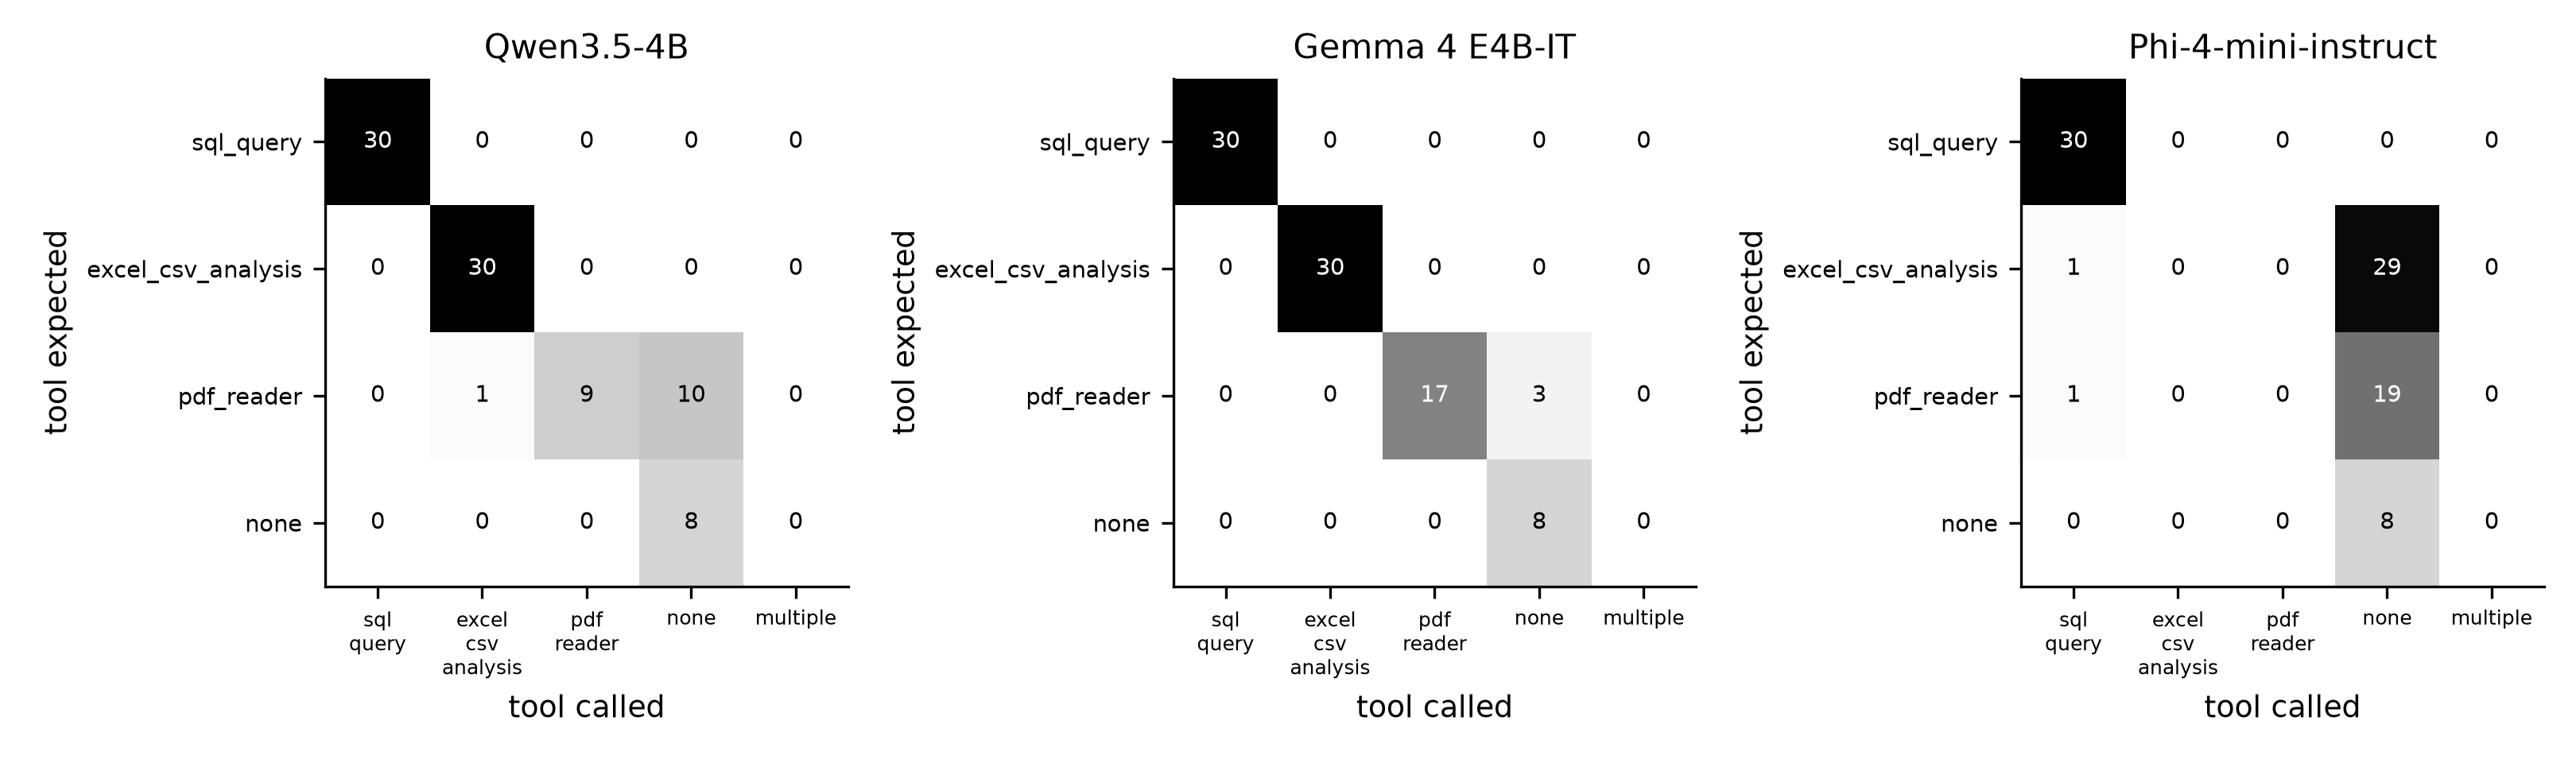 Qwen3.5-4B
tool expected
sql_query 30 0 0 0 0
excel_csv_analysis 0 30 0 0 0
pdf_reader 0 1 9 10 0
none 0 0 0 8 0
sql query
excel csv analysis
pdf reader
none
multiple
tool called
Gemma 4 E4B-IT
tool expected
sql_query 30 0 0 0 0
excel_csv_analysis 0 30 0 0 0
pdf_reader 0 0 17 3 0
none 0 0 0 8 0
sql query
excel csv analysis
pdf reader
none
multiple
tool called
Phi-4-mini-instruct
tool expected
sql_query 30 0 0 0 0
excel_csv_analysis 1 0 0 29 0
pdf_reader 1 0 0 19 0
none 0 0 0 8 0
sql query
excel csv analysis
pdf reader
none
multiple
tool called